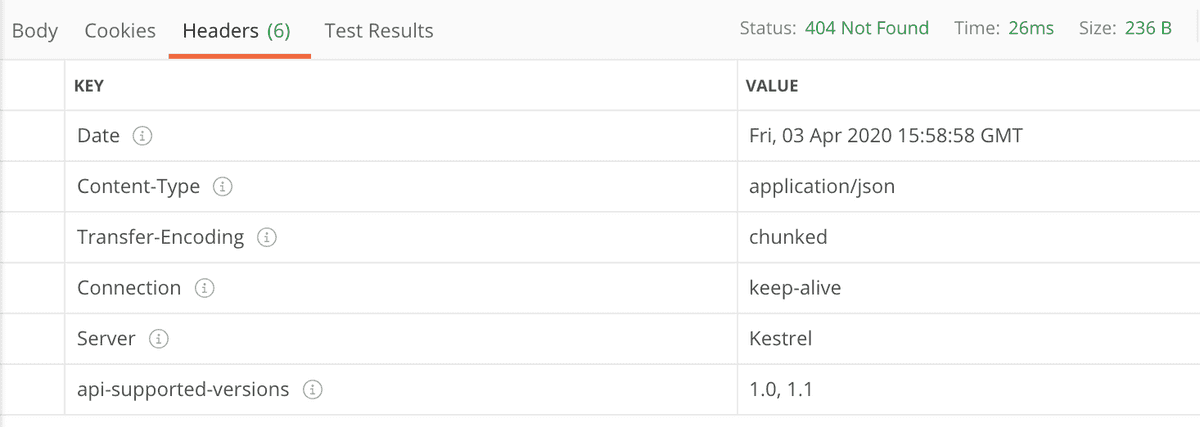 Body Cookies Headers (6) Test Results Status: 404 Not Found Time: 26ms Size: 236 B
KEY VALUE
Date Fri, 03 Apr 2020 15:58:58 GMT
Content-Type application/json
Transfer-Encoding chunked
Connection keep-alive
Server Kestrel
api-supported-versions 1.0, 1.1